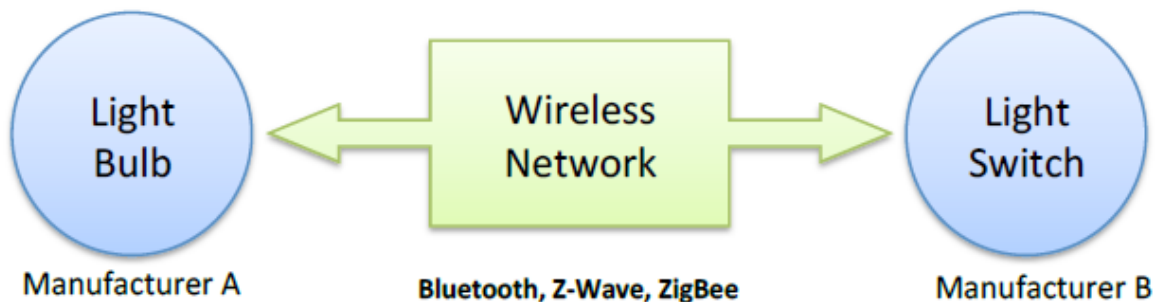 Light
Bulb
Wireless
Network
Light
Switch
Manufacturer A
Bluetooth, Z-Wave, ZigBee
Manufacturer B